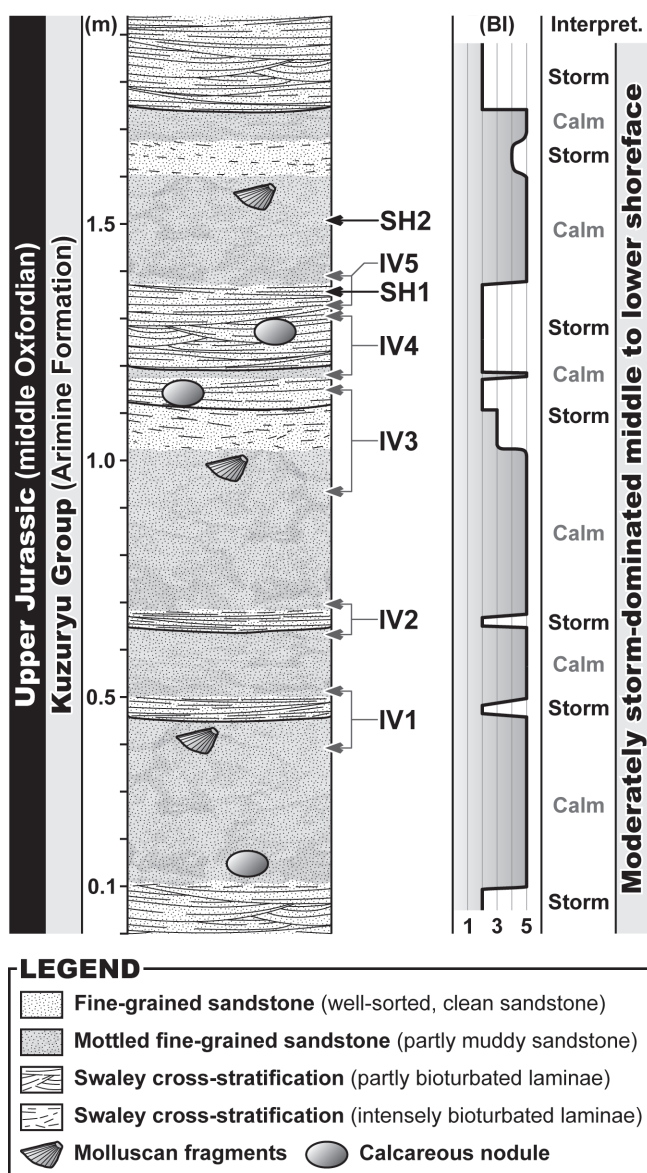 (m)
(BI)
Interpret.
Upper Jurassic (middle Oxfordian)
Kuzuryu Group (Arimine Formation)
Moderately storm-dominated middle to lower shoreface
Storm
Calm
Storm
1.5
SH2
Calm
IV5
SH1
Storm
IV4
Calm
Storm
IV3
1.0
Calm
IV2
Storm
Calm
0.5
IV1
Storm
Calm
0.1
Storm
1 3 5
LEGEND
Fine-grained sandstone (well-sorted, clean sandstone)
Mottled fine-grained sandstone (partly muddy sandstone)
Swaley cross-stratification (partly bioturbated laminae)
Swaley cross-stratification (intensely bioturbated laminae)
Molluscan fragments Calcareous nodule